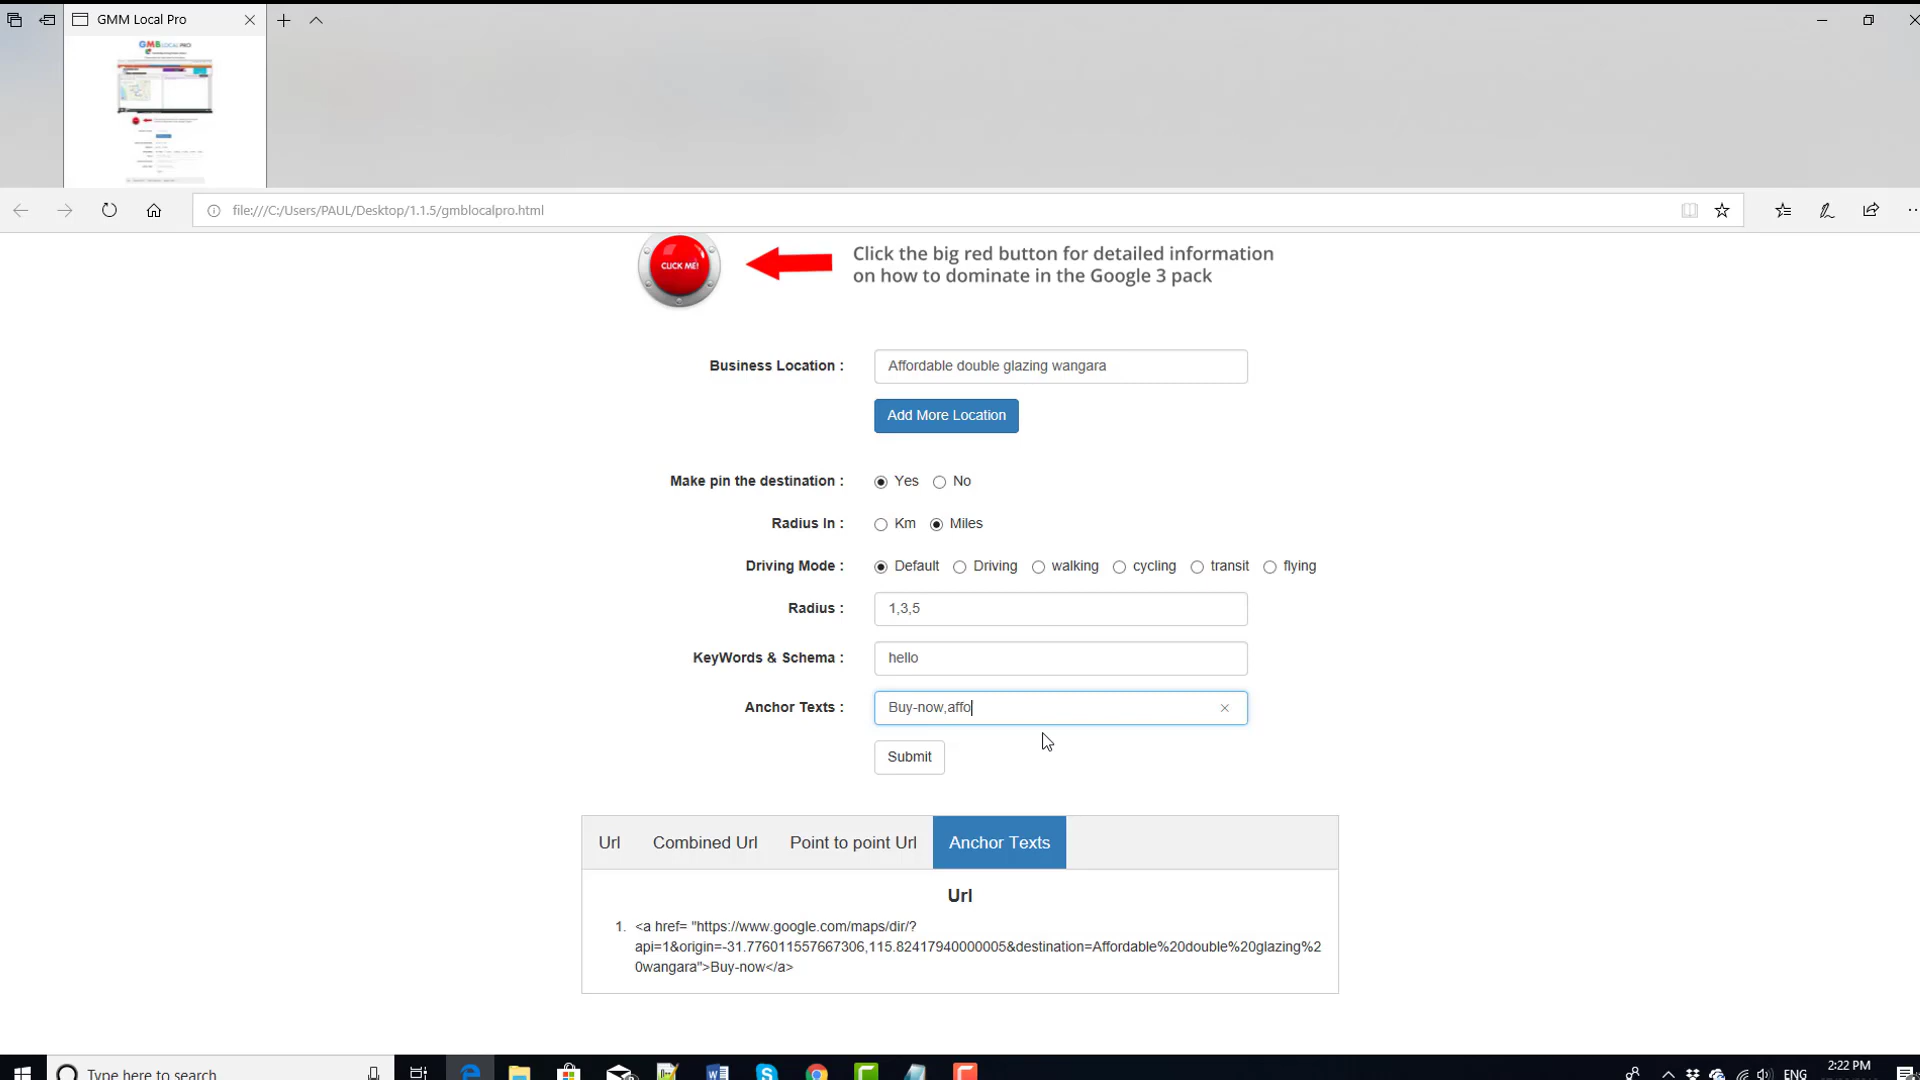 GMM Local Pro
GMB LOCAL PRO
file:///C:/Users/PAUL/Desktop/1.1.5/gmblocalpro.html
CLICK ME!
Click the big red button for detailed information
on how to dominate in the Google 3 pack
Business Location :
Affordable double glazing wangara
Add More Location
Make pin the destination :
Yes
No
Radius In :
Km
Miles
Driving Mode :
Default
Driving
walking
cycling
transit
flying
Radius :
1,3,5
KeyWords & Schema :
hello
Anchor Texts :
Buy-now,affo
Submit
Url
Combined Url
Point to point Url
Anchor Texts
Url
1. <a href= "https://www.google.com/maps/dir/?
api=1&origin=-31.776011557667306,115.82417940000005&destination=Affordable%20double%20glazing%2
0wangara">Buy-now</a>
Type here to search
ENG
2:22 PM